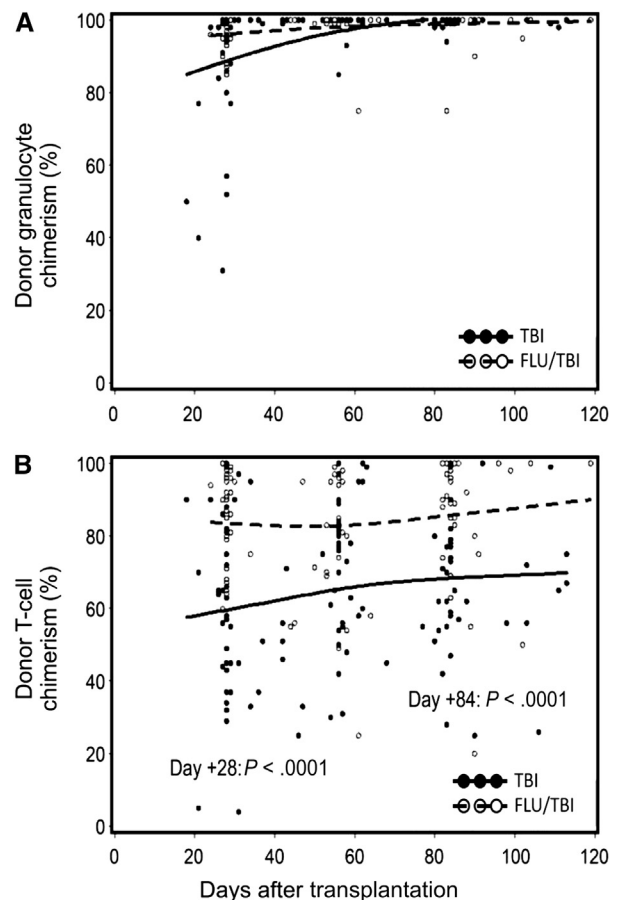 A
Donor granulocyte
chimerism (%)
100
80
60
40
20
0
TBI
FLU/TBI
0 20 40 60 80 100 120
B
Donor T-cell
chimerism (%)
100
80
60
40
20
0
Day +84: P < .0001
Day +28: P < .0001
TBI
FLU/TBI
0 20 40 60 80 100 120
Days after transplantation